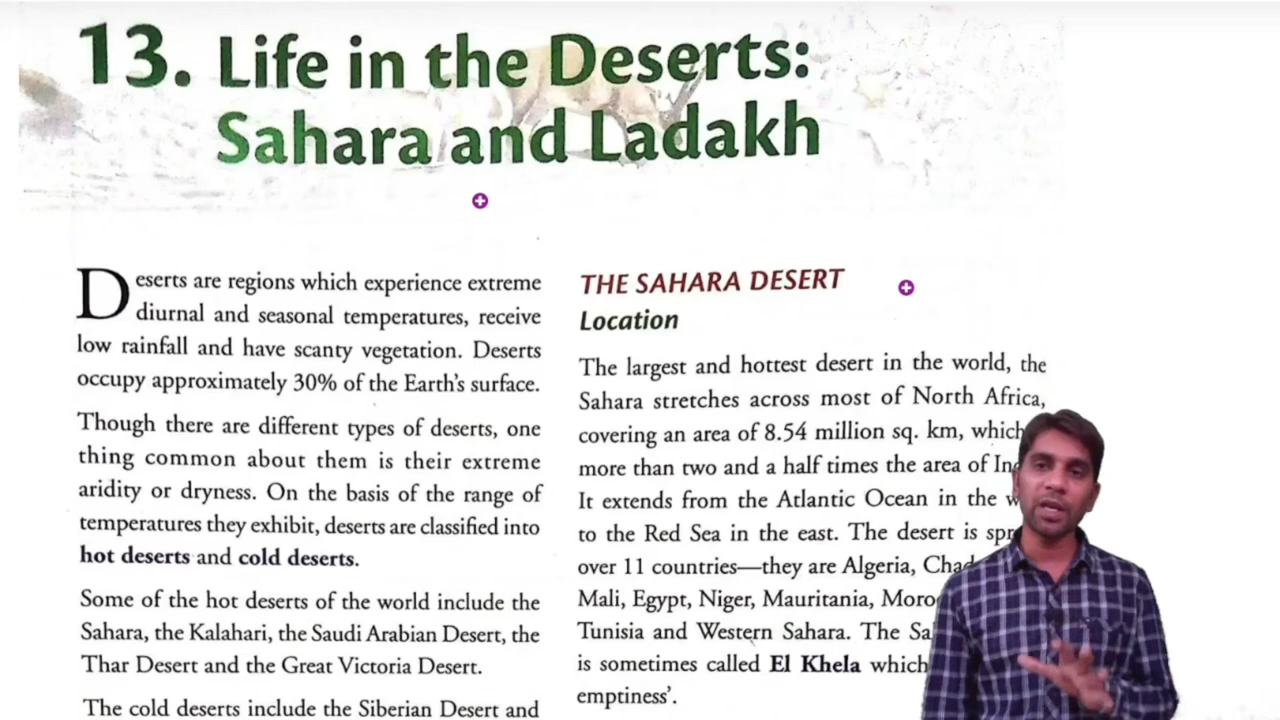 13. Life in the Deserts:
Sahara and Ladakh
Deserts are regions which experience extreme
diurnal and seasonal temperatures, receive
low rainfall and have scanty vegetation. Deserts
occupy approximately 30% of the Earth's surface.
Though there are different types of deserts, one
thing common about them is their extreme
aridity or dryness. On the basis of the range of
temperatures they exhibit, deserts are classified into
hot deserts and cold deserts.
Some of the hot deserts of the world include the
Sahara, the Kalahari, the Saudi Arabian Desert, the
Thar Desert and the Great Victoria Desert.
The cold deserts include the Siberian Desert and
THE SAHARA DESERT
Location
The largest and hottest desert in the world, the
Sahara stretches across most of North Africa,
covering an area of 8.54 million sq. km, which
more than two and a half times the area of
It extends from the Atlantic Ocean in the
to the Red Sea in the east. The desert is
over 11 countries—they are Algeria,
Mali, Egypt, Niger, Mauritania,
Tunisia and Western Sahara. The
is sometimes called El Khela which
emptiness'.